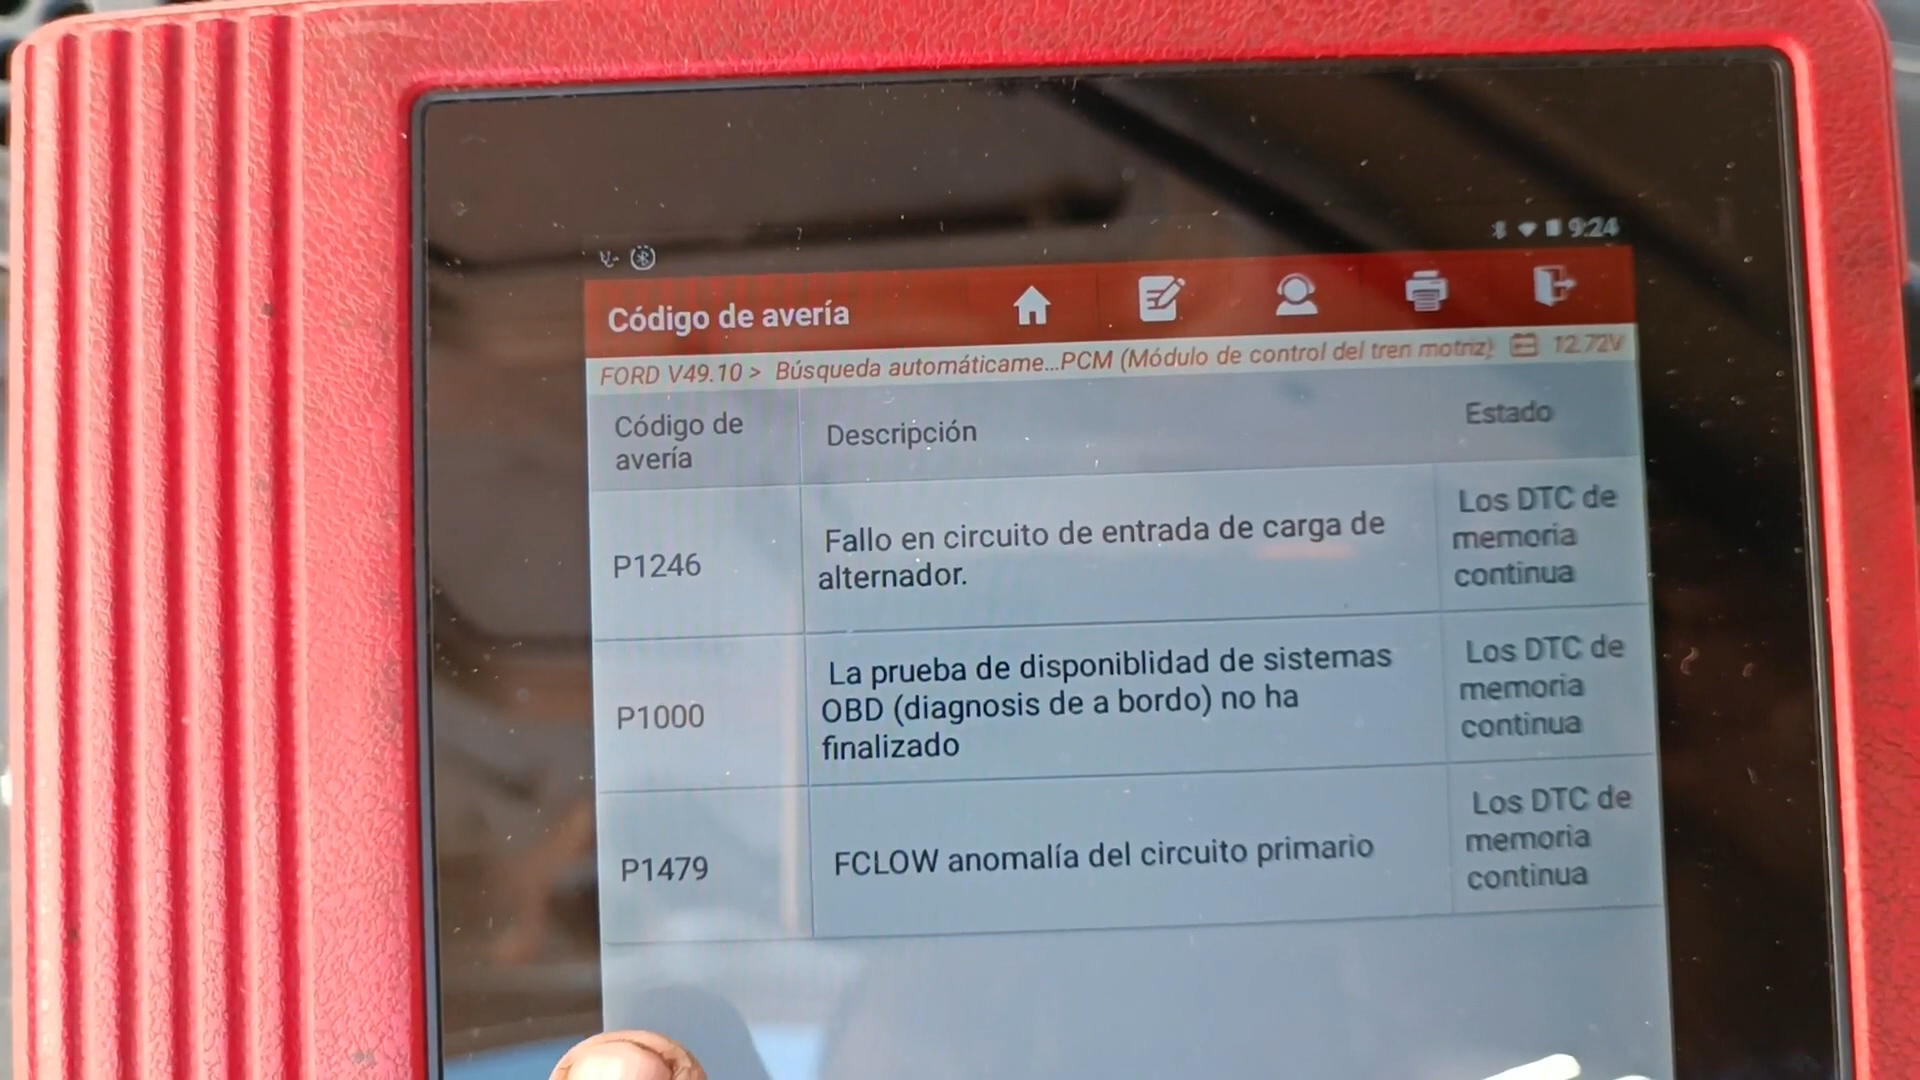 9:24
Código de avería
FORD V49.10 > Búsqueda automáticame...PCM (Módulo de control del tren motriz) 12.72V
Código de
avería
Descripción
Estado
P1246
Fallo en circuito de entrada de carga de
alternador.
Los DTC de
memoria
continua
P1000
La prueba de disponiblidad de sistemas
OBD (diagnosis de a bordo) no ha
finalizado
Los DTC de
memoria
continua
P1479
FCLOW anomalía del circuito primario
Los DTC de
memoria
continua